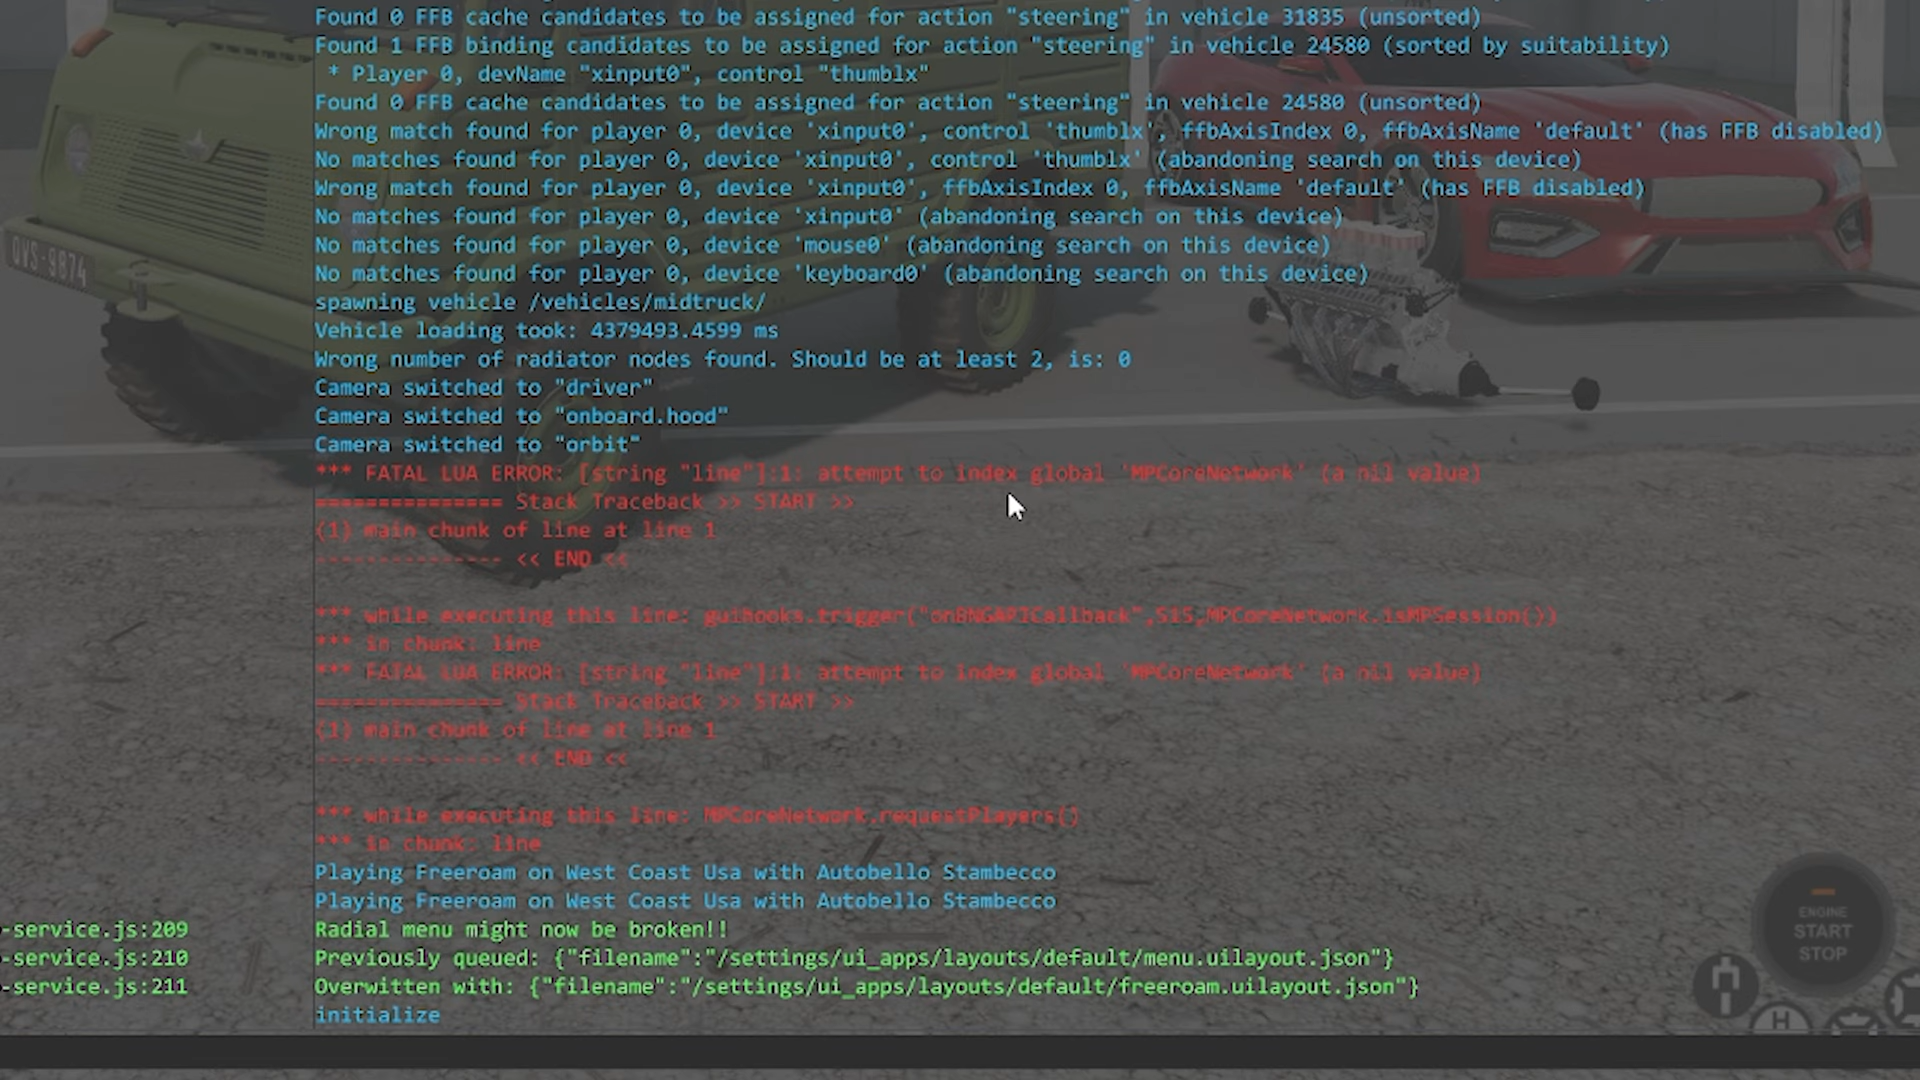 Found 0 FFB cache candidates to be assigned for action "steering" in vehicle 31835 (unsorted)
Found 1 FFB binding candidates to be assigned for action "steering" in vehicle 24580 (sorted by suitability)
* Player 0, devName "xinput0", control "thumblx"
Found 0 FFB cache candidates to be assigned for action "steering" in vehicle 24580 (unsorted)
Wrong match found for player 0, device 'xinput0', control 'thumblx', ffbAxisIndex 0, ffbAxisName 'default' (has FFB disabled)
No matches found for player 0, device 'xinput0', control 'thumblx' (abandoning search on this device)
Wrong match found for player 0, device 'xinput0', ffbAxisIndex 0, ffbAxisName 'default' (has FFB disabled)
No matches found for player 0, device 'xinput0' (abandoning search on this device)
No matches found for player 0, device 'mouse0' (abandoning search on this device)
No matches found for player 0, device 'keyboard0' (abandoning search on this device)
spawning vehicle /vehicles/midtruck/
Vehicle loading took: 4379493.4599 ms
Wrong number of radiator nodes found. Should be at least 2, is: 0
Camera switched to "driver"
Camera switched to "onboard.hood"
Camera switched to "orbit"
*** FATAL LUA ERROR: [string "line"]:1: attempt to index global 'MPCoreNetwork' (a nil value)
=============== Stack Traceback >> START >>
(1) main chunk of line at line 1
--------------- << END <<
*** while executing this line: guihooks.trigger("onBNGAPICallback",515,MPCoreNetwork.isMPSession())
*** in chunk: line
*** FATAL LUA ERROR: [string "line"]:1: attempt to index global 'MPCoreNetwork' (a nil value)
=============== Stack Traceback >> START >>
(1) main chunk of line at line 1
--------------- << END <<
*** while executing this line: MPCoreNetwork.requestPlayers()
*** in chunk: line
Playing Freeroam on West Coast Usa with Autobello Stambecco
Playing Freeroam on West Coast Usa with Autobello Stambecco
-service.js:209 Radial menu might now be broken!!
-service.js:210 Previously queued: {"filename":"/settings/ui_apps/layouts/default/menu.uilayout.json"}
-service.js:211 Overwitten with: {"filename":"/settings/ui_apps/layouts/default/freeroam.uilayout.json"}
initialize
QVS-9874
ENGINE
START
STOP
H